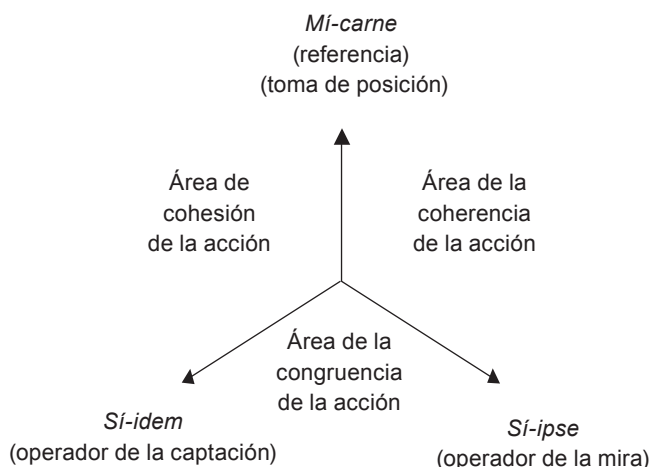 Mí-carne
(referencia)
(toma de posición)
Área de
cohesión
de la acción
Área de la
coherencia
de la acción
Área de la
congruencia
de la acción
Sí-idem
(operador de la captación)
Sí-ipse
(operador de la mira)